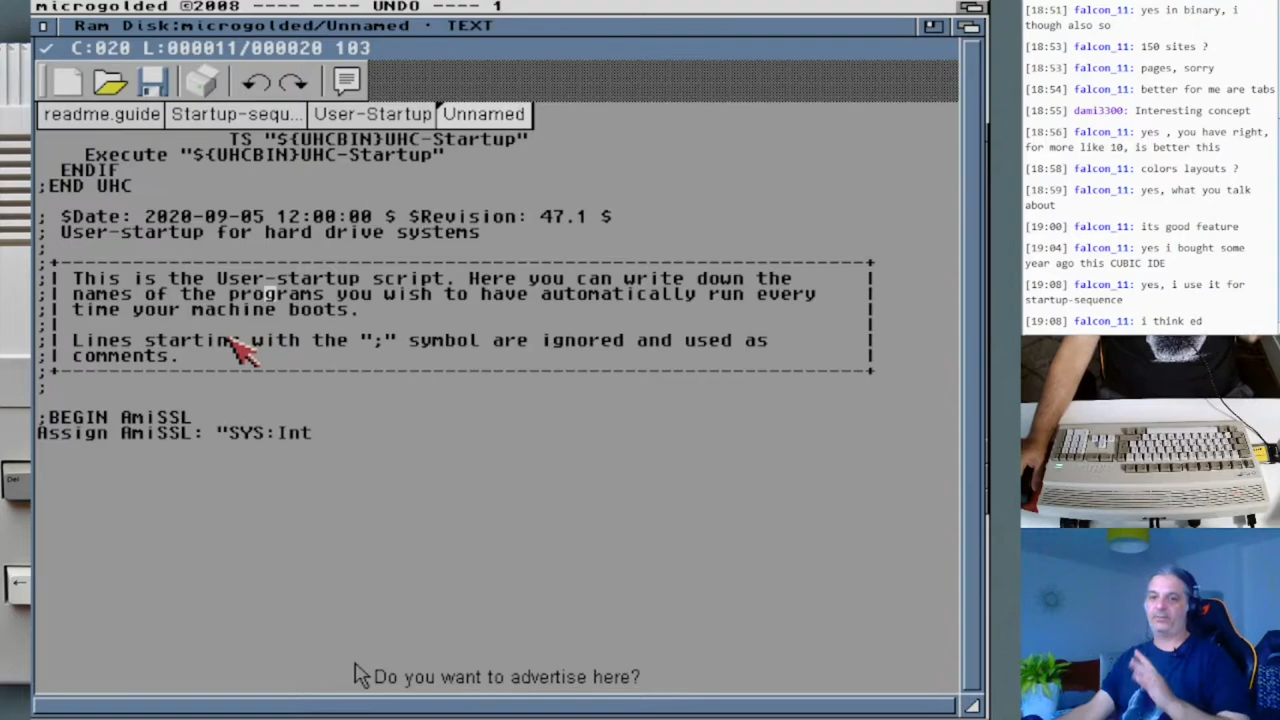 microgolded ©2008 ---- ---- UNDO ---- 1
Ram Disk:microgolded/Unnamed · TEXT
C:020 L:000011/000020 103
readme.guide
Startup-sequ...
User-Startup
Unnamed
TS "${UHCBIN}UHC-Startup"
Execute "${UHCBIN}UHC-Startup"
ENDIF
;END UHC
; $Date: 2020-09-05 12:00:00 $ $Revision: 47.1 $
; User-startup for hard drive systems
;
;+--------------------------------------------------------------------+
;| This is the User-startup script. Here you can write down the |
;| names of the programs you wish to have automatically run every |
;| time your machine boots. |
;| |
;| Lines starting with the ";" symbol are ignored and used as |
;| comments. |
;+--------------------------------------------------------------------+
;
;BEGIN AmiSSL
Assign AmiSSL: "SYS:Int
Do you want to advertise here?
[18:51] falcon_11: yes in binary, i
though also so
[18:53] falcon_11: 150 sites ?
[18:53] falcon_11: pages, sorry
[18:54] falcon_11: better for me are tabs
[18:55] dami3300: Interesting concept
[18:56] falcon_11: yes , you have right,
for more like 10, is better this
[18:58] falcon_11: colors layouts ?
[18:59] falcon_11: yes, what you talk
about
[19:00] falcon_11: its good feature
[19:04] falcon_11: yes i bought some
year ago this CUBIC IDE
[19:08] falcon_11: yes, i use it for
startup-sequence
[19:08] falcon_11: i think ed
Del